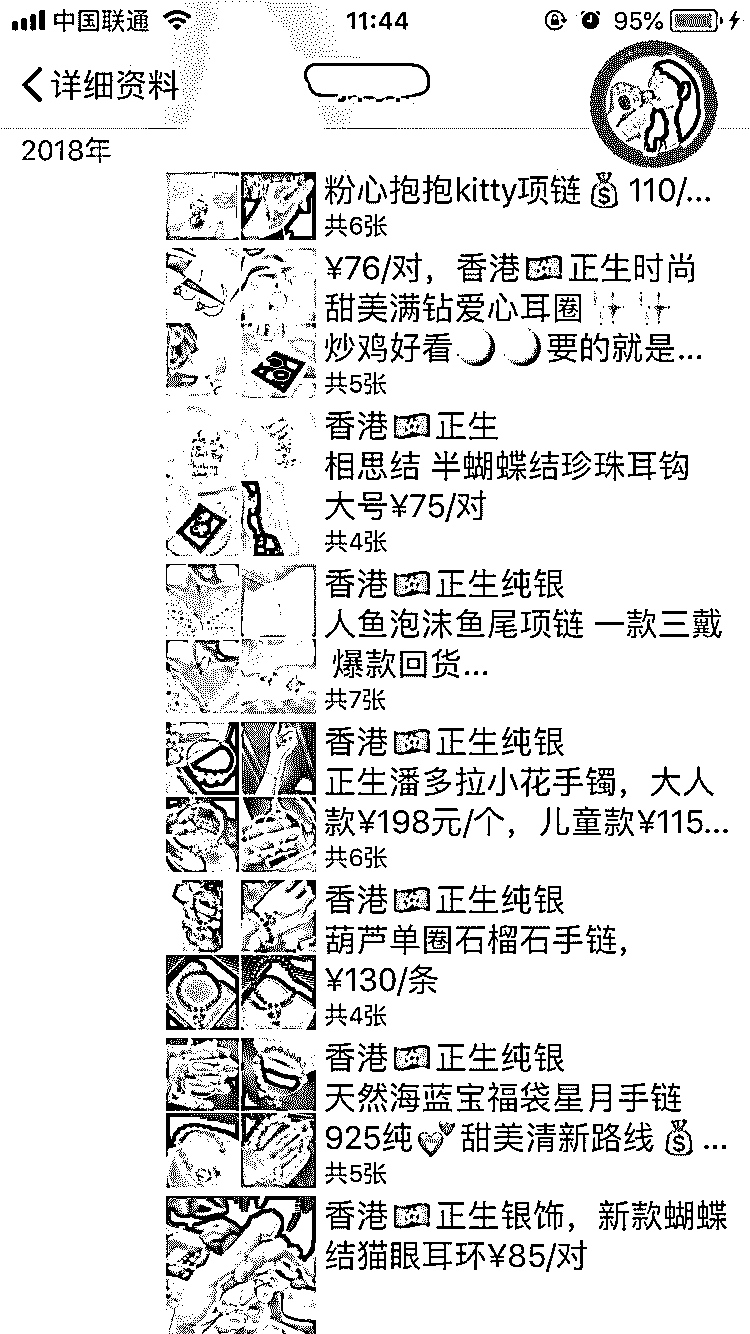 中国联通 11:44 95%
详细资料
2018年
粉心抱抱kitty项链💰110/...
共6张
¥76/对，香港🇭🇰正生时尚
甜美满钻爱心耳圈✨✨
炒鸡好看🌙🌙要的就是...
共5张
香港🇭🇰正生
相思结 半蝴蝶结珍珠耳钩
大号¥75/对
共4张
香港🇭🇰正生纯银
人鱼泡沫鱼尾项链 一款三戴
爆款回货...
共7张
香港🇭🇰正生纯银
正生潘多拉小花手镯，大人
款¥198元/个，儿童款¥115...
共6张
香港🇭🇰正生纯银
葫芦单圈石榴石手链，
¥130/条
共4张
香港🇭🇰正生纯银
天然海蓝宝福袋星月手链
925纯💕甜美清新路线💰...
共5张
香港🇭🇰正生银饰，新款蝴蝶
结猫眼耳环¥85/对